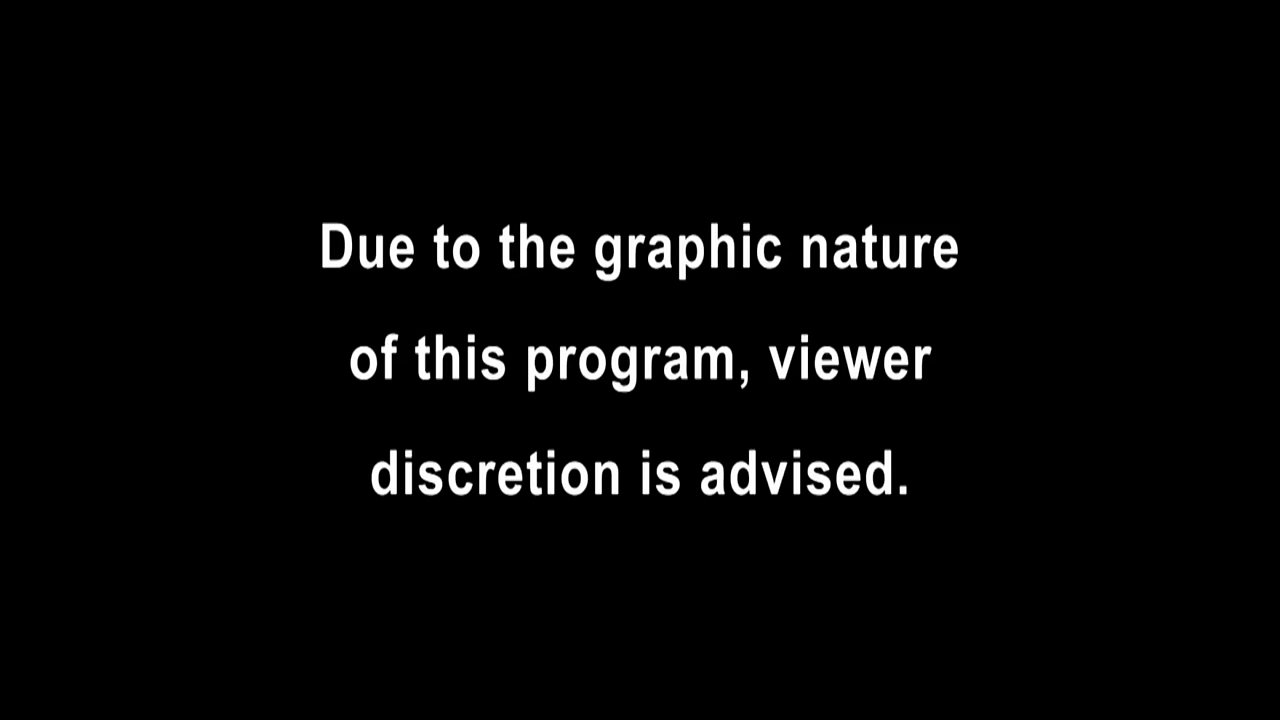 Due to the graphic nature
of this program, viewer
discretion is advised.